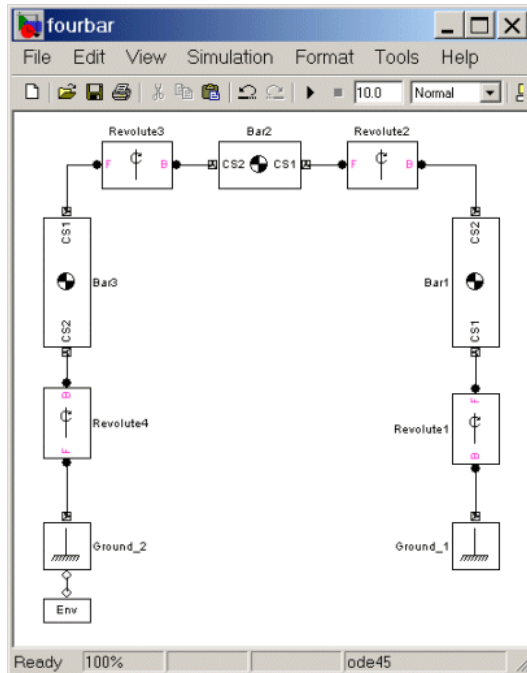 fourbar
File Edit View Simulation Format Tools Help
10.0 Normal
Revolute3 Bar2 Revolute2
F B CS2 CS1 F B
CS1 CS2
Bar3 Bar1
CS2 CS1
B F
Revolute4 Revolute1
F B
Ground_2 Ground_1
Env
Ready 100% ode45